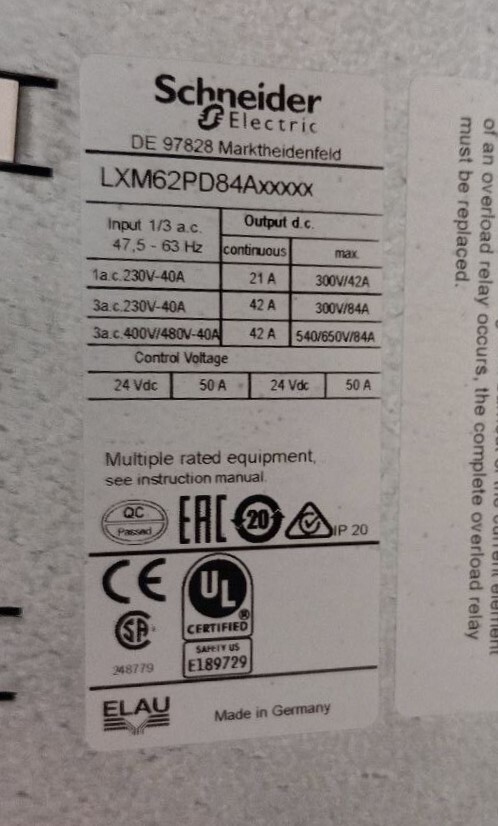 Schneider
Electric
DE 97828 Marktheidenfeld
LXM62PD84Axxxxx
Input 1/3 a.c.
47,5 - 63 Hz
Output d.c.
continuous
max.
1a.c.230V-40A 21 A 300V/42A
3a.c.230V-40A 42 A 300V/84A
3a.c.400V/480V-40A 42 A 540/650V/84A
Control Voltage
24 Vdc 50 A 24 Vdc 50 A
Multiple rated equipment,
see instruction manual.
QC
Passed
EAC
20
IP 20
CE
UL
®
CERTIFIED
SAFETY US
E189729
SA
248779
ELAU
Made in Germany
of an overload relay occurs, the complete overload relay
must be replaced.